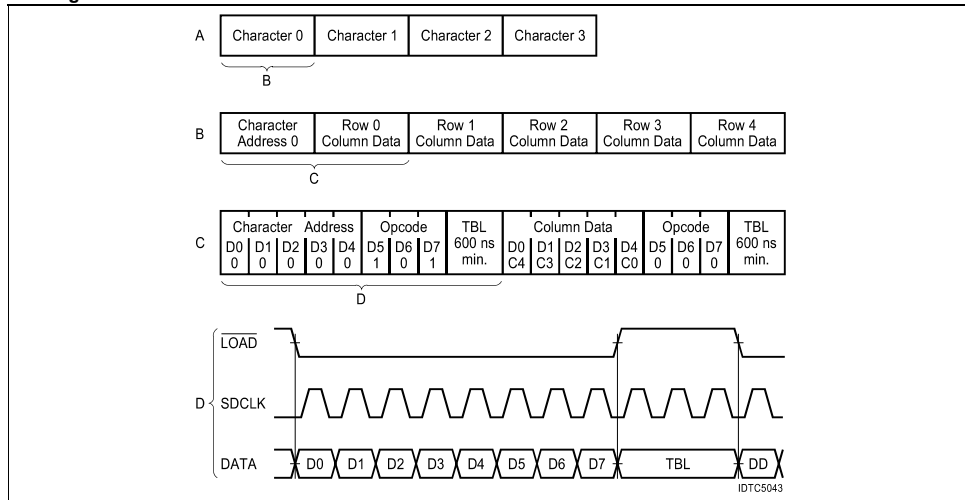 A Character 0 Character 1 Character 2 Character 3
B
B Character Address 0 Row 0 Column Data Row 1 Column Data Row 2 Column Data Row 3 Column Data Row 4 Column Data
C
C Character Address Opcode TBL 600 ns min. Column Data Opcode TBL 600 ns min.
D0 D1 D2 D3 D4 D5 D6 D7 D0 D1 D2 D3 D4 D5 D6 D7
0 0 0 0 0 1 0 1 C4 C3 C2 C1 C0 0 0 0
D
LOAD
D SDCLK
DATA D0 D1 D2 D3 D4 D5 D6 D7 TBL DD
IDTC5043